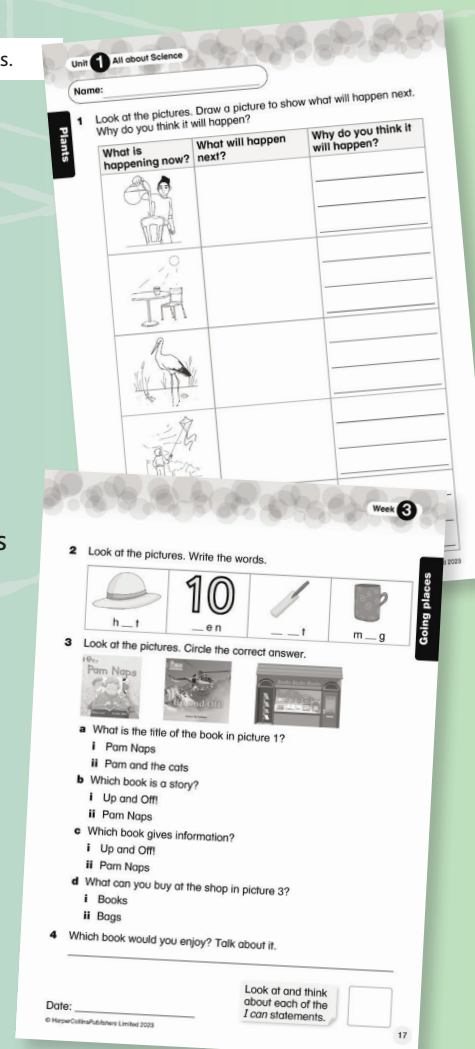 s.
Unit 1 All about Science
Name:
Plants
1 Look at the pictures. Draw a picture to show what will happen next.
Why do you think it will happen?
What is
happening now?
What will happen
next?
Why do you think it
will happen?
s
Week 3
Going places
2 Look at the pictures. Write the words.
10
h __ t
__ e n
__ __ t
m __ g
3 Look at the pictures. Circle the correct answer.
Pam Naps
Up and Off!
a What is the title of the book in picture 1?
i Pam Naps
ii Pam and the cats
b Which book is a story?
i Up and Off!
ii Pam Naps
c Which book gives information?
i Up and Off!
ii Pam Naps
d What can you buy at the shop in picture 3?
i Books
ii Bags
4 Which book would you enjoy? Talk about it.
Look at and think
about each of the
I can statements.
Date:
© HarperCollinsPublishers Limited 2023
17
2023